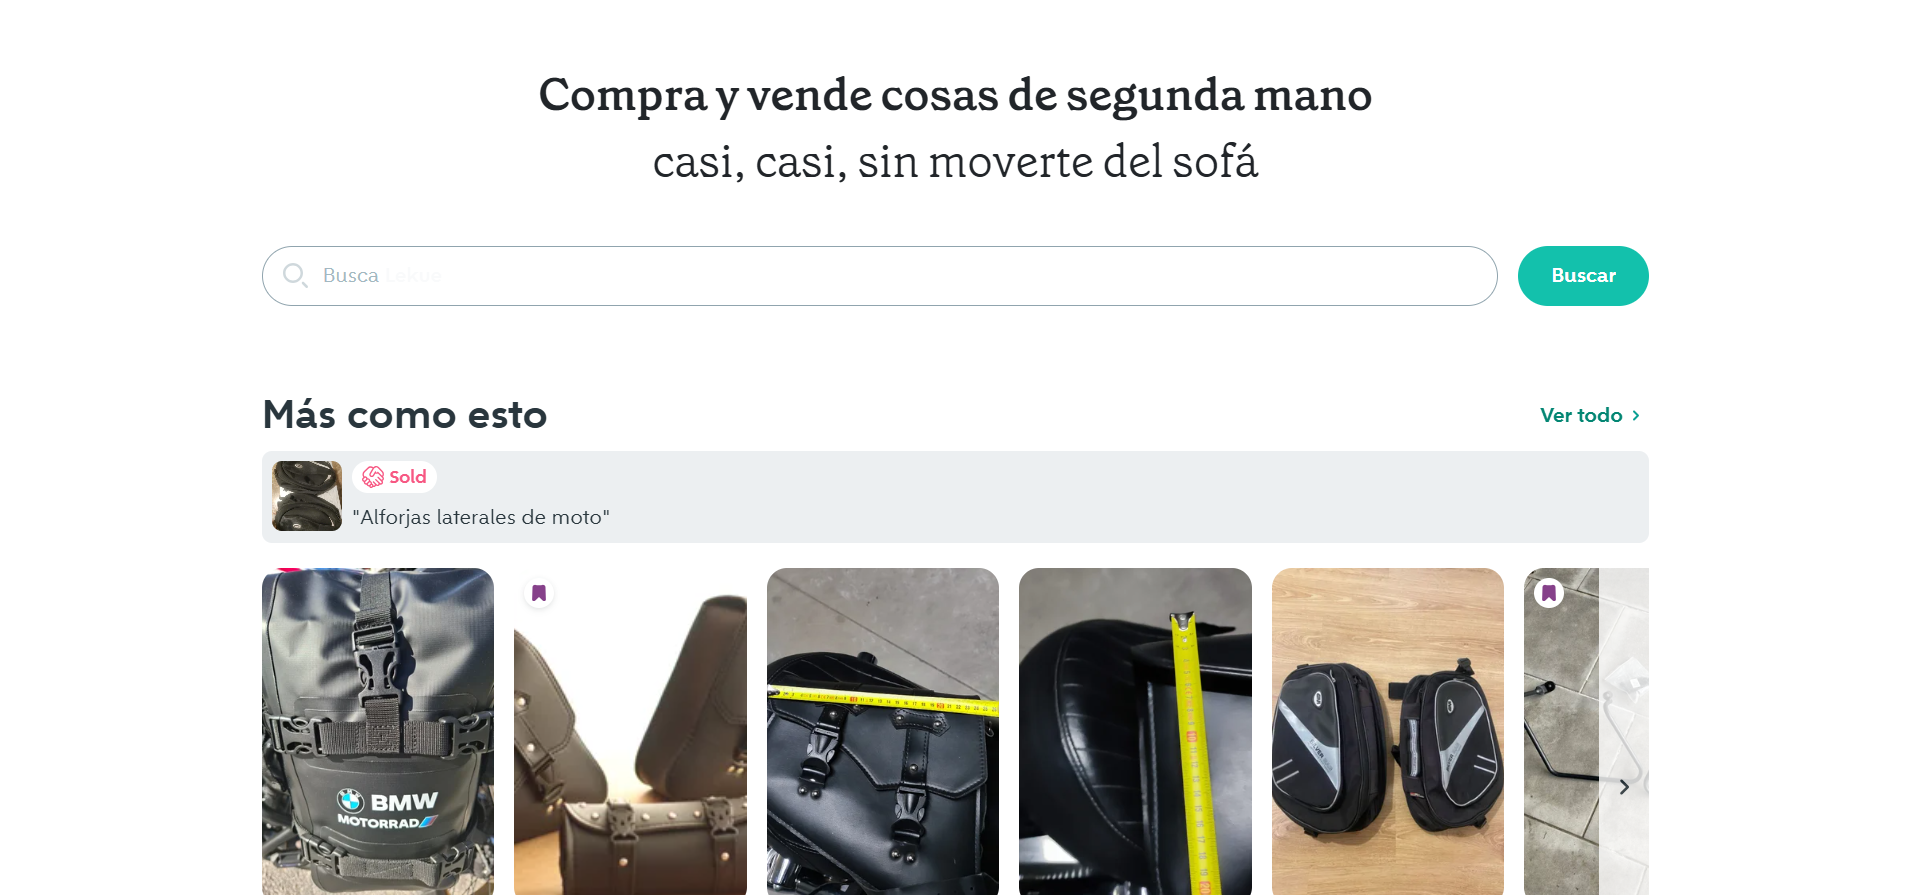 Compra y vende cosas de segunda mano
casi, casi, sin moverte del sofá
Busca Lekue
Buscar
Más como esto
Ver todo
Sold
"Alforjas laterales de moto"
BMW
MOTORRAD